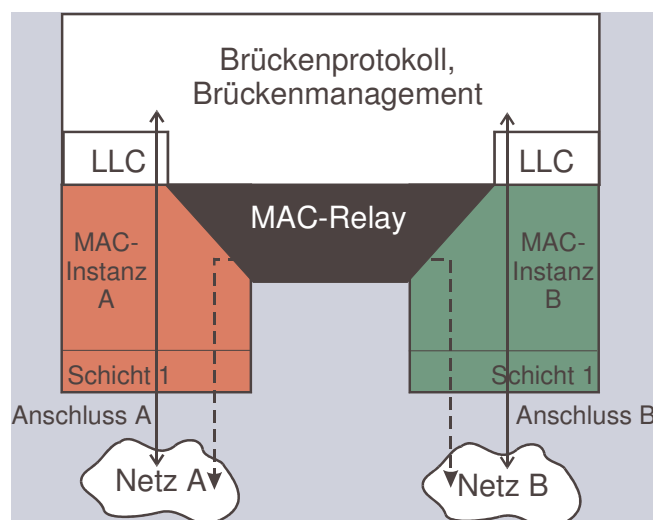 Brückenprotokoll,
Brückenmanagement
LLC
LLC
MAC-Relay
MAC-
Instanz
A
MAC-
Instanz
B
Schicht 1
Schicht 1
Anschluss A
Anschluss B
Netz A
Netz B